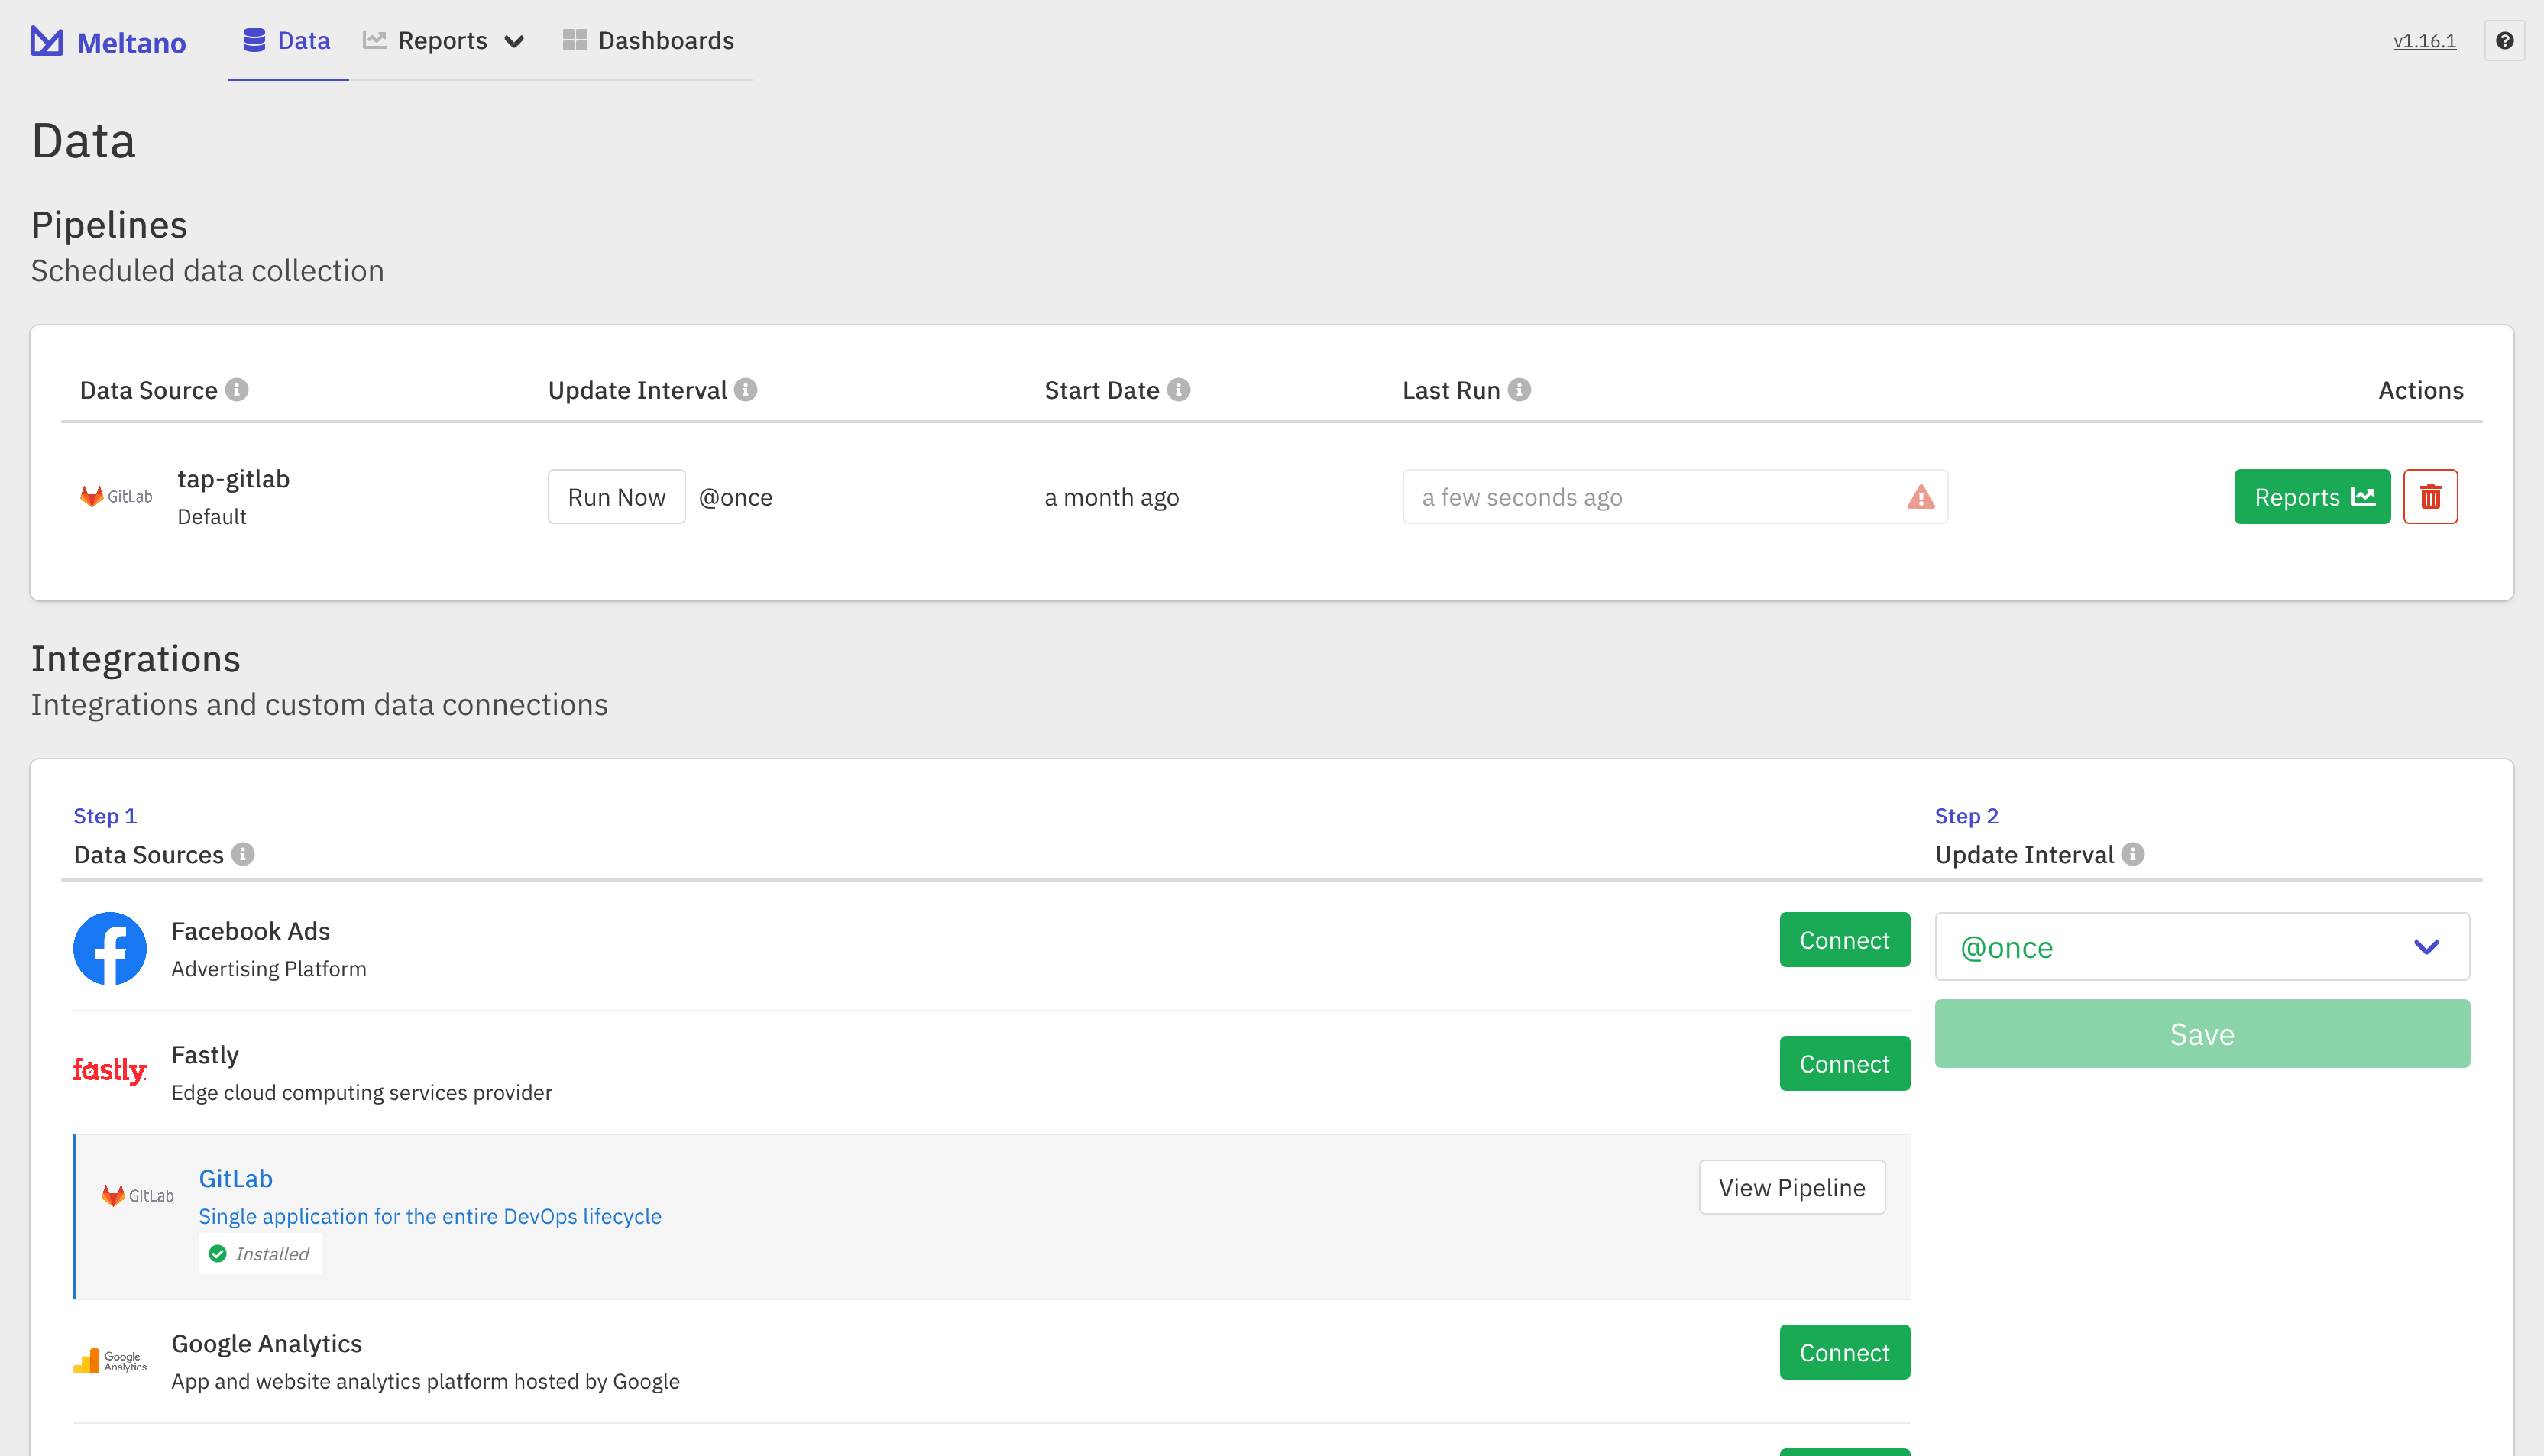 Meltano
Data
Reports
Dashboards
v1.16.1
Data
Pipelines
Scheduled data collection
Data Source
Update Interval
Start Date
Last Run
Actions
GitLab
tap-gitlab
Default
Run Now
@once
a month ago
a few seconds ago
Reports
Integrations
Integrations and custom data connections
Step 1
Data Sources
Step 2
Update Interval
Facebook Ads
Advertising Platform
Connect
@once
Save
fastly
Fastly
Edge cloud computing services provider
Connect
GitLab
GitLab
Single application for the entire DevOps lifecycle
Installed
View Pipeline
Google
Analytics
Google Analytics
App and website analytics platform hosted by Google
Connect